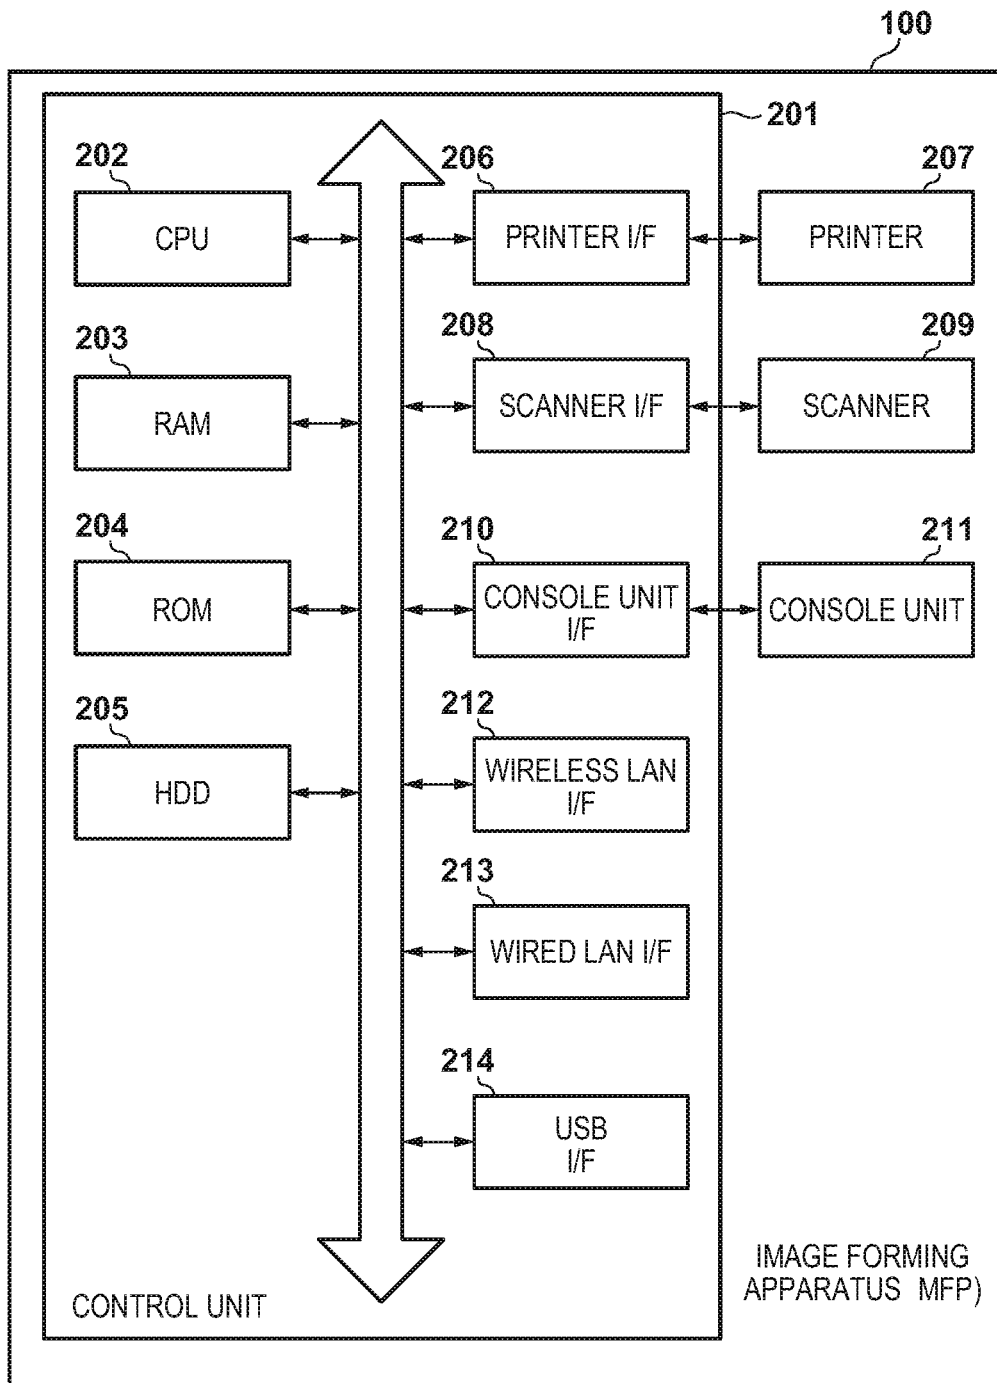 100
201
202
CPU
206
PRINTER I/F
207
PRINTER
203
RAM
208
SCANNER I/F
209
SCANNER
204
ROM
210
CONSOLE UNIT
I/F
211
CONSOLE UNIT
205
HDD
212
WIRELESS LAN
I/F
213
WIRED LAN I/F
214
USB
I/F
CONTROL UNIT
IMAGE FORMING
APPARATUS MFP)